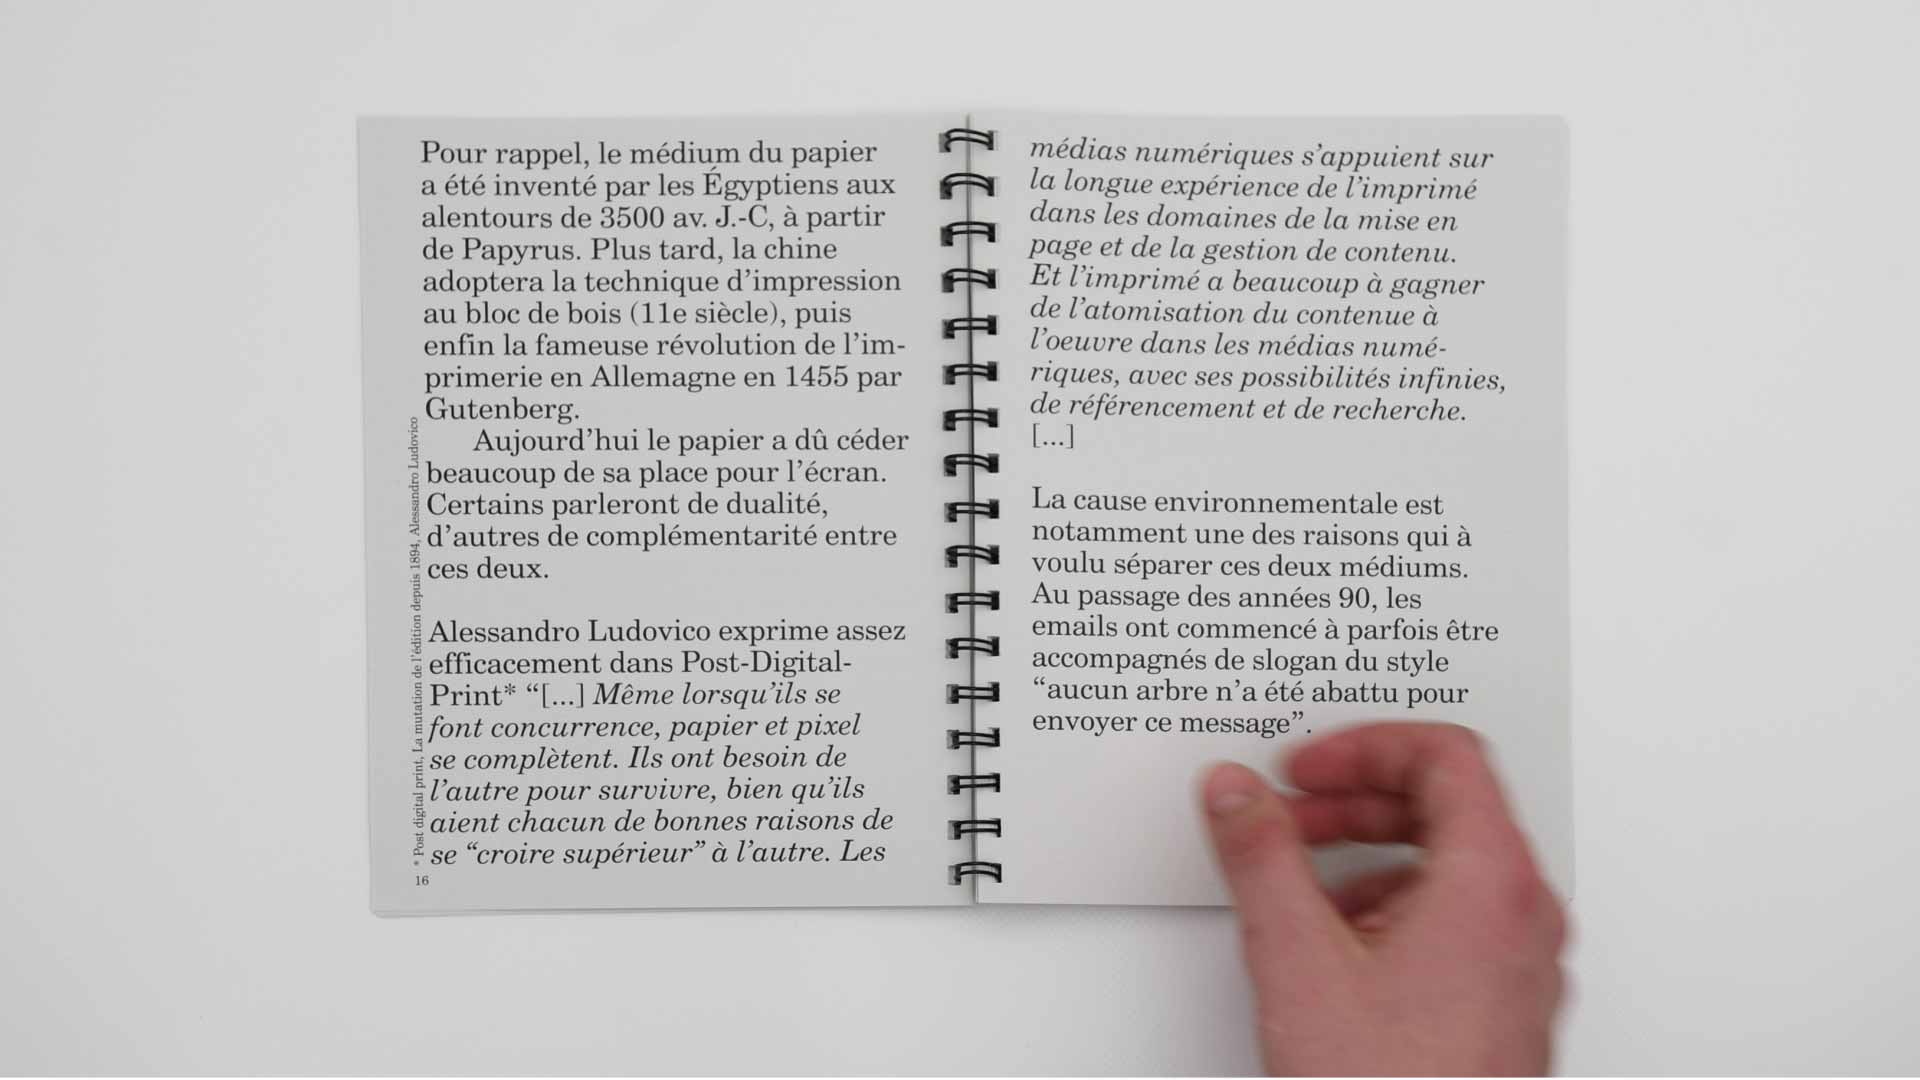 Pour rappel, le médium du papier
a été inventé par les Égyptiens aux
alentours de 3500 av. J.-C, à partir
de Papyrus. Plus tard, la chine
adoptera la technique d’impression
au bloc de bois (11e siècle), puis
enfin la fameuse révolution de l’im-
primerie en Allemagne en 1455 par
Gutenberg.
Aujourd’hui le papier a dû céder
beaucoup de sa place pour l’écran.
Certains parleront de dualité,
d’autres de complémentarité entre
ces deux.
Alessandro Ludovico exprime assez
efficacement dans Post-Digital-
Print* “[...] Même lorsqu’ils se
font concurrence, papier et pixel
se complètent. Ils ont besoin de
l’autre pour survivre, bien qu’ils
aient chacun de bonnes raisons de
se “croire supérieur” à l’autre. Les
* Post digital print, La mutation de l’édition depuis 1894, Alessandro Ludovico
16
médias numériques s’appuient sur
la longue expérience de l’imprimé
dans les domaines de la mise en
page et de la gestion de contenu.
Et l’imprimé a beaucoup à gagner
de l’atomisation du contenue à
l’oeuvre dans les médias numé-
riques, avec ses possibilités infinies,
de référencement et de recherche.
[...]
La cause environnementale est
notamment une des raisons qui à
voulu séparer ces deux médiums.
Au passage des années 90, les
emails ont commencé à parfois être
accompagnés de slogan du style
“aucun arbre n’a été abattu pour
envoyer ce message”.